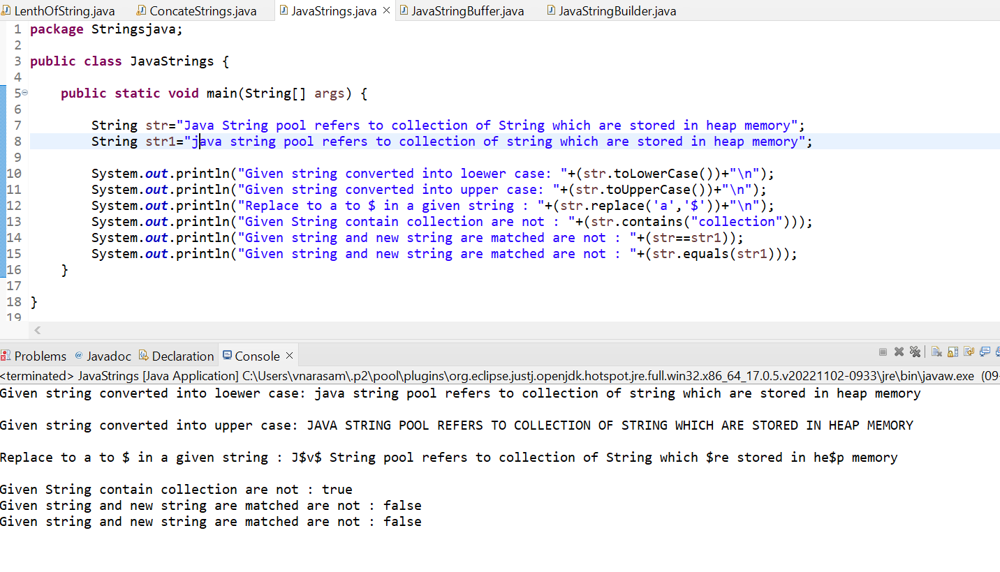 LenthOfString.java ConcateStrings.java JavaStrings.java JavaStringBuffer.java JavaStringBuilder.java
1 package Stringsjava;
2
3 public class JavaStrings {
4
5 public static void main(String[] args) {
6
7 String str="Java String pool refers to collection of String which are stored in heap memory";
8 String str1="java string pool refers to collection of string which are stored in heap memory";
9
10 System.out.println("Given string converted into loewer case: "+(str.toLowerCase())+"\n");
11 System.out.println("Given string converted into upper case: "+(str.toUpperCase())+"\n");
12 System.out.println("Replace to a to $ in a given string : "+(str.replace('a','$'))+"\n");
13 System.out.println("Given String contain collection are not : "+(str.contains("collection")));
14 System.out.println("Given string and new string are matched are not : "+(str==str1));
15 System.out.println("Given string and new string are matched are not : "+(str.equals(str1)));
16 }
17
18 }
19
Problems @ Javadoc Declaration Console
<terminated> JavaStrings [Java Application] C:\Users\vnarasam\.p2\pool\plugins\org.eclipse.justj.openjdk.hotspot.jre.full.win32.x86_64_17.0.5.v20221102-0933\jre\bin\javaw.exe (09-
Given string converted into loewer case: java string pool refers to collection of string which are stored in heap memory
Given string converted into upper case: JAVA STRING POOL REFERS TO COLLECTION OF STRING WHICH ARE STORED IN HEAP MEMORY
Replace to a to $ in a given string : J$v$ String pool refers to collection of String which $re stored in he$p memory
Given String contain collection are not : true
Given string and new string are matched are not : false
Given string and new string are matched are not : false